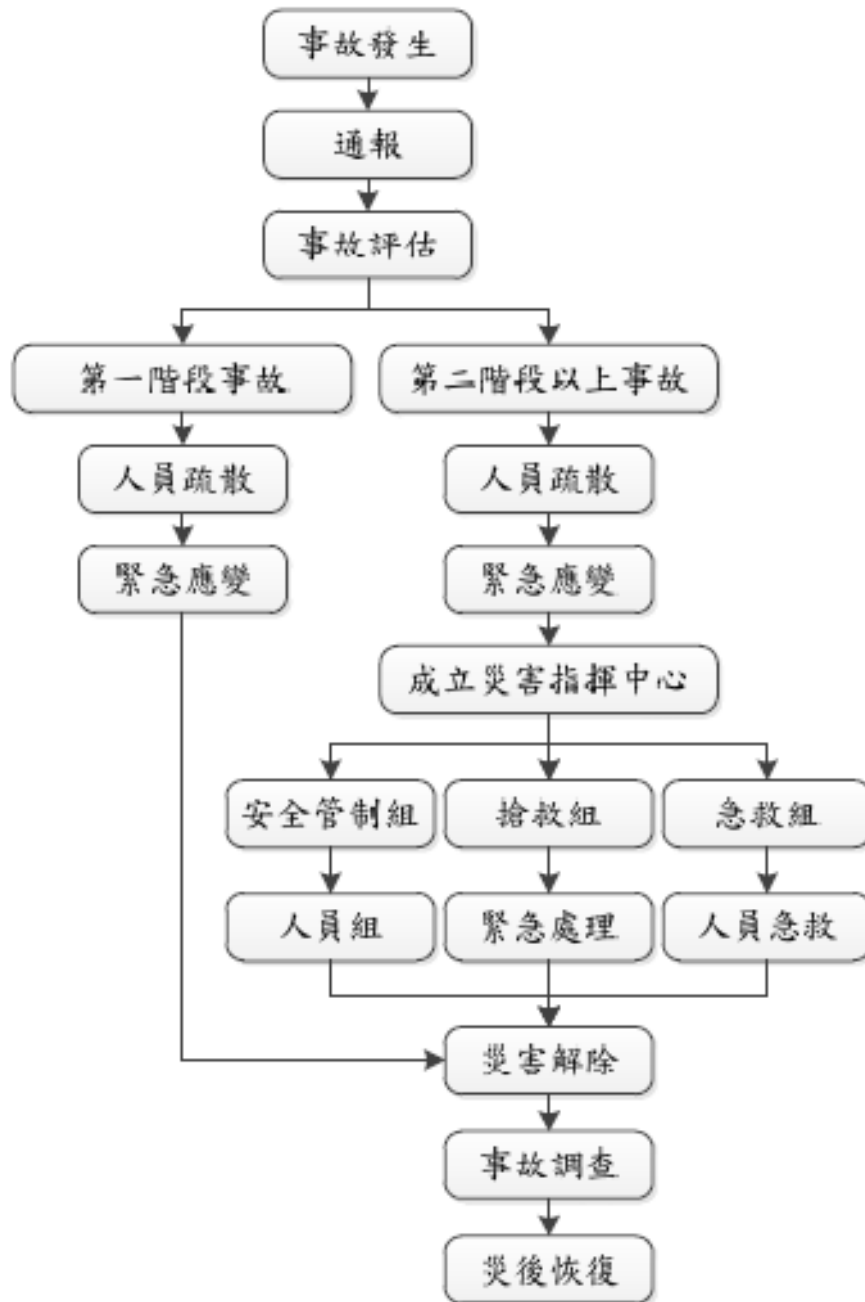 事故發生
通報
事故評估
第一階段事故
第二階段以上事故
人員疏散
人員疏散
緊急應變
緊急應變
成立災害指揮中心
安全管制組
搶救組
急救組
人員組
緊急處理
人員急救
災害解除
事故調查
災後恢復